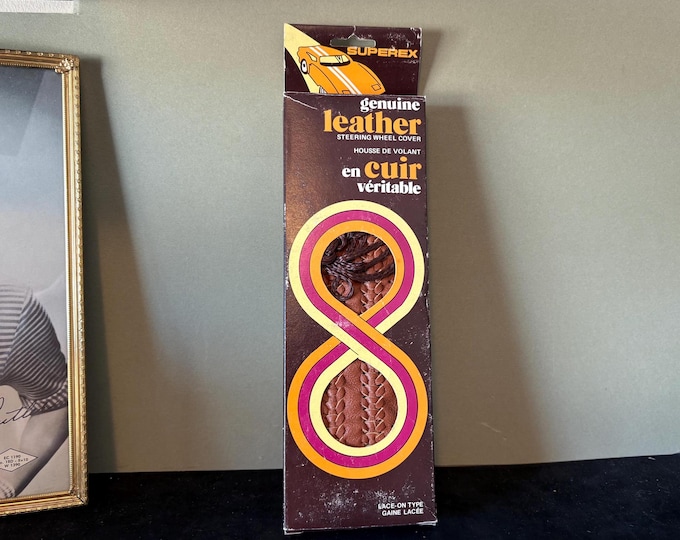 SUPEREX
genuine
leather
STEERING WHEEL COVER
HOUSSE DE VOLANT
en cuir
véritable
LACE-ON TYPE
GAINE LACÉE